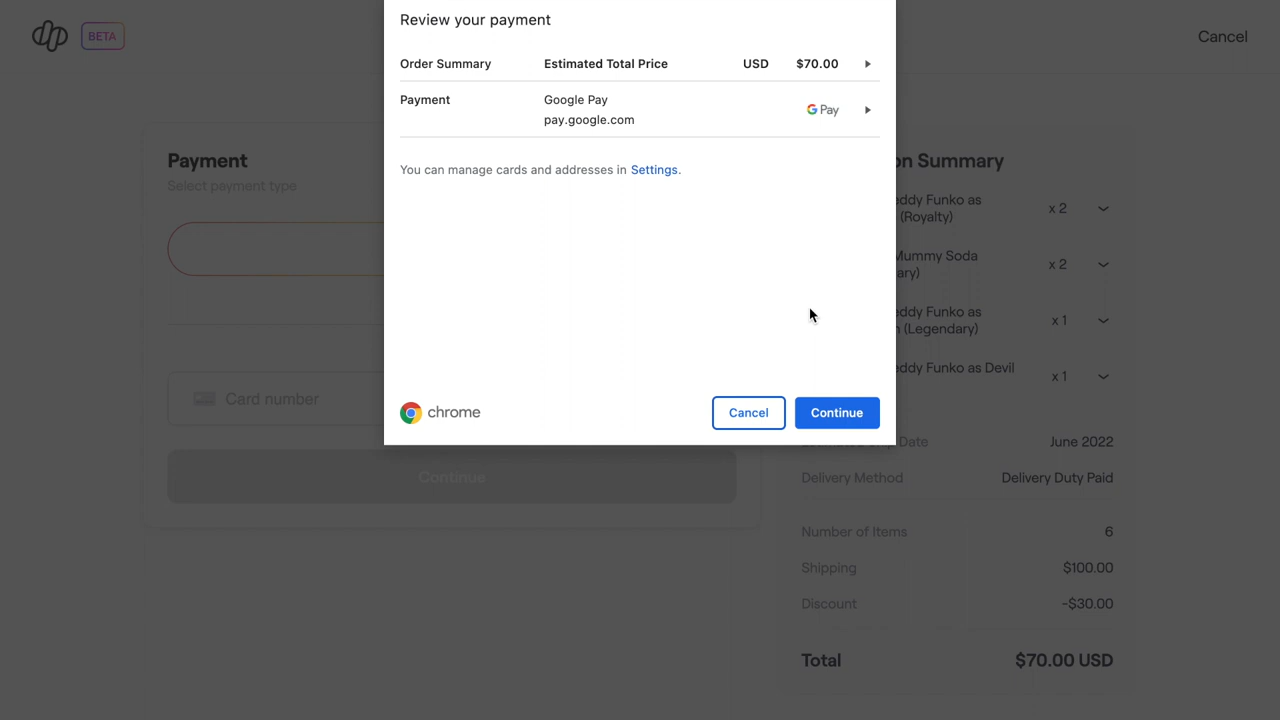 BETA
Cancel
Review your payment
Order Summary Estimated Total Price USD $70.00
Payment Google Pay G Pay
pay.google.com
You can manage cards and addresses in Settings.
chrome Cancel Continue
Payment
Select payment type
Card number
Continue
on Summary
eddy Funko as
(Royalty) x 2
Mummy Soda
ary) x 2
eddy Funko as
n (Legendary) x 1
eddy Funko as Devil
x 1
Date June 2022
Delivery Method Delivery Duty Paid
Number of Items 6
Shipping $100.00
Discount -$30.00
Total $70.00 USD